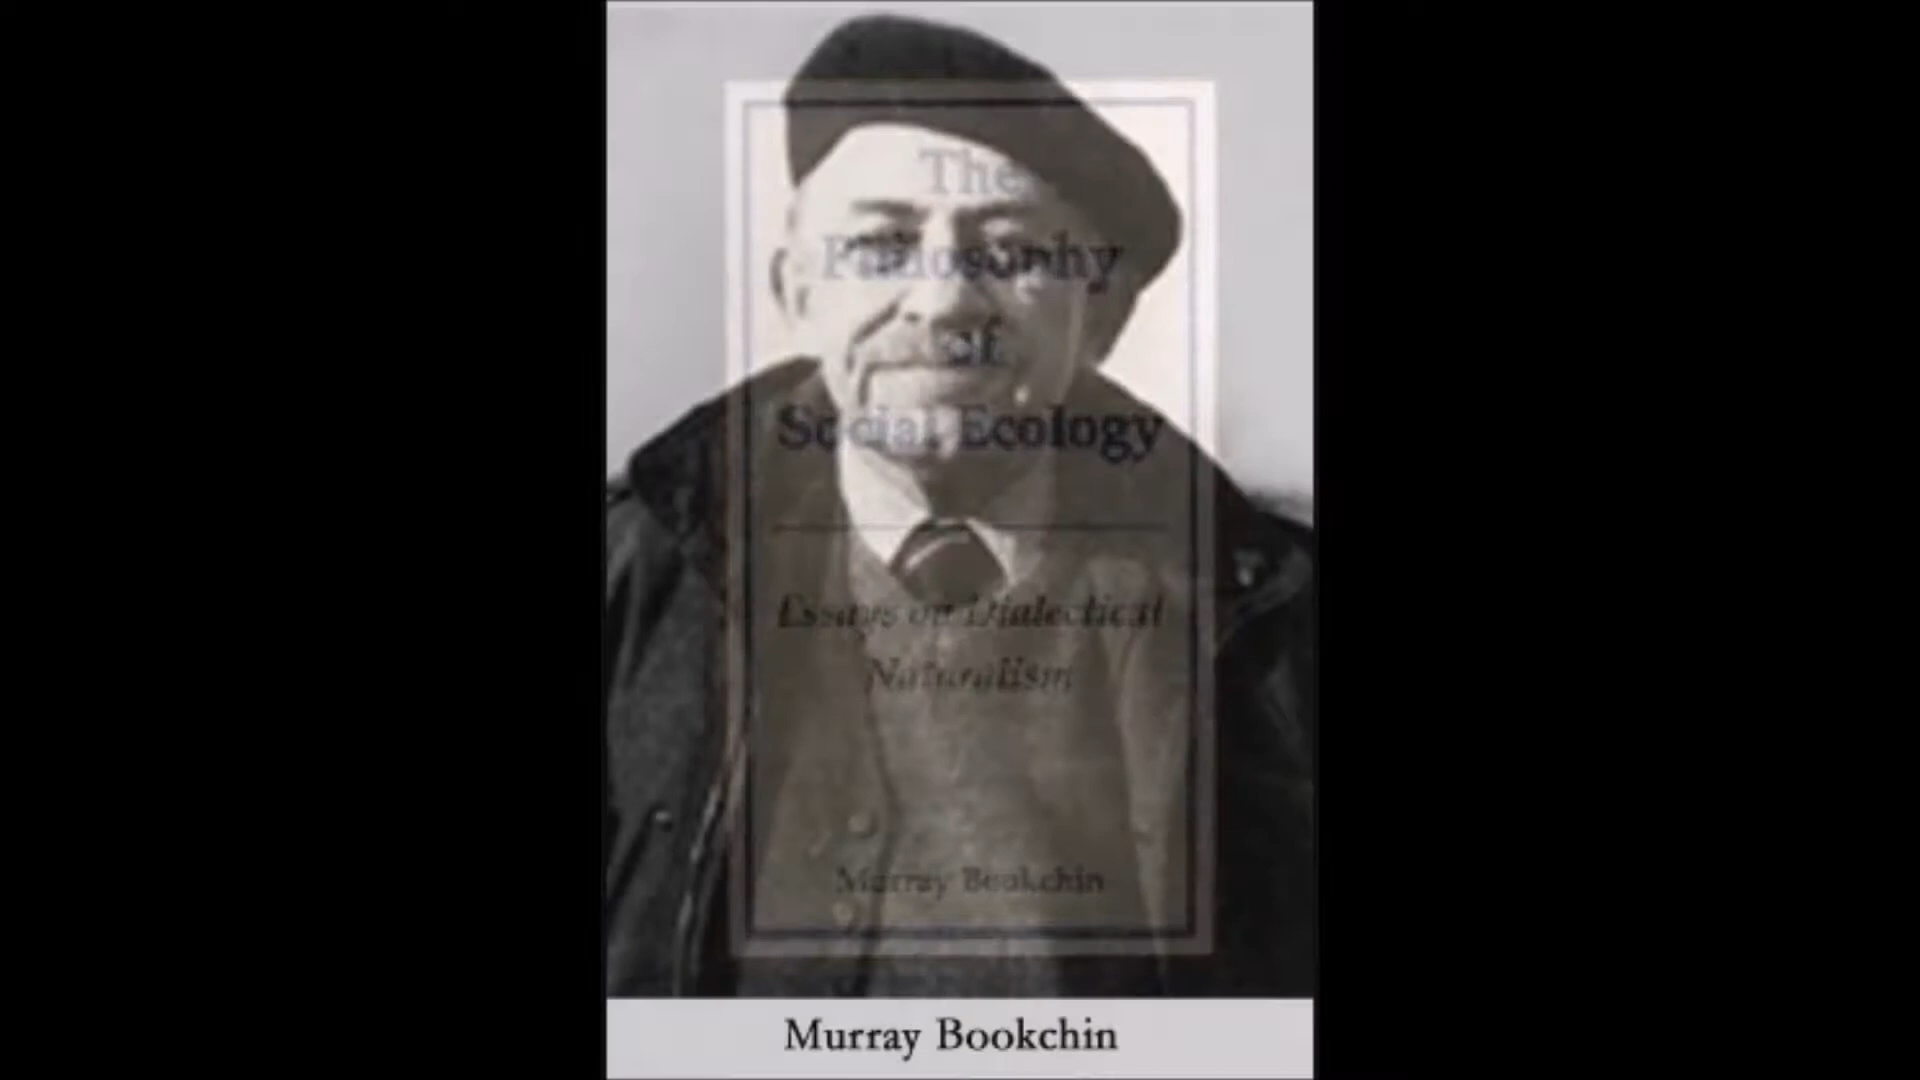 The
Philosophy
of
Social Ecology
Essays on Dialectical
Naturalism
Murray Bookchin
Murray Bookchin